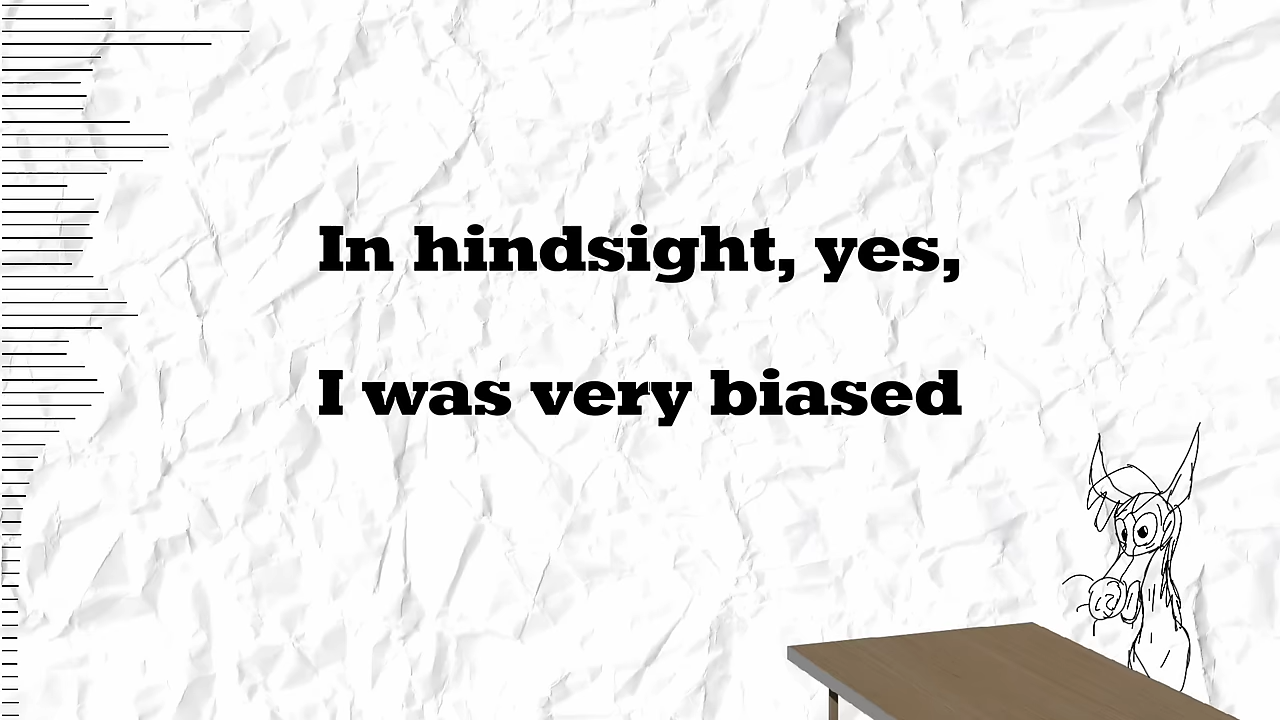 In hindsight, yes,
I was very biased